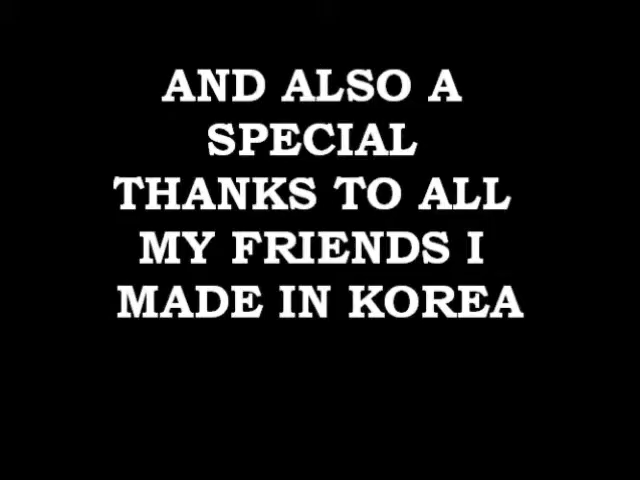 AND ALSO A
SPECIAL
THANKS TO ALL
MY FRIENDS I
MADE IN KOREA